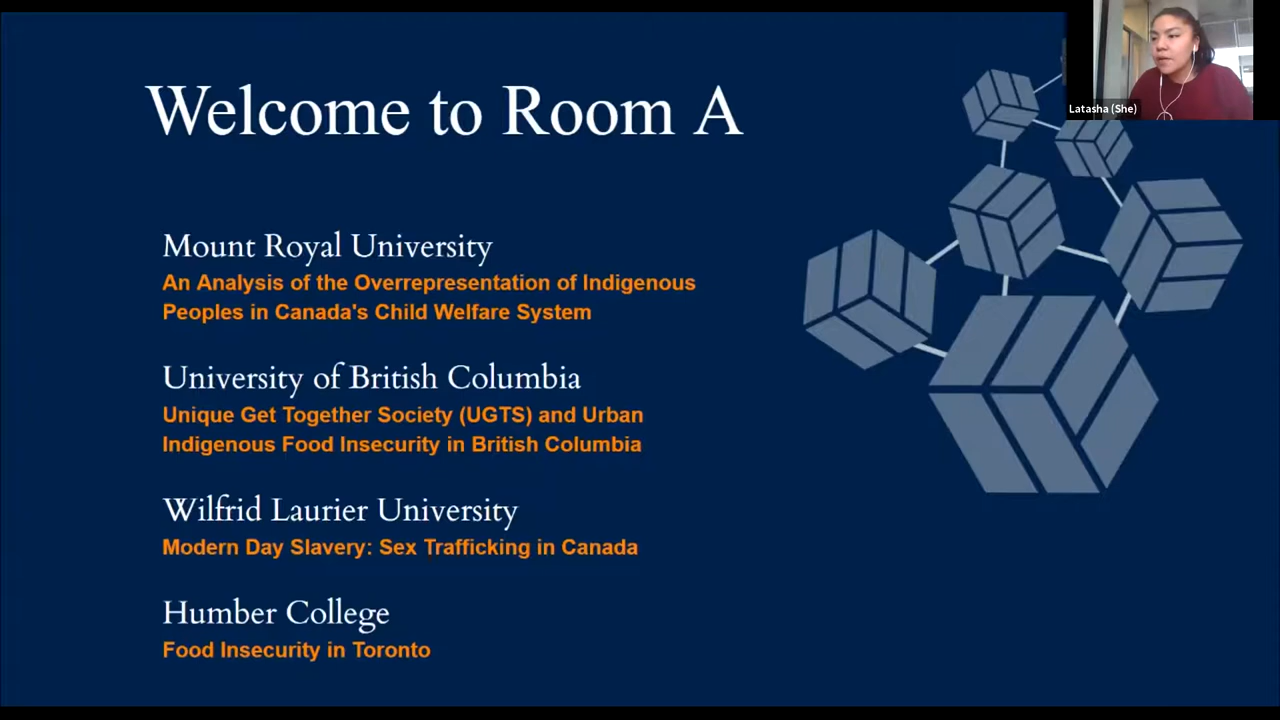 Welcome to Room A
Latasha (She)
Mount Royal University
An Analysis of the Overrepresentation of Indigenous
Peoples in Canada's Child Welfare System
University of British Columbia
Unique Get Together Society (UGTS) and Urban
Indigenous Food Insecurity in British Columbia
Wilfrid Laurier University
Modern Day Slavery: Sex Trafficking in Canada
Humber College
Food Insecurity in Toronto